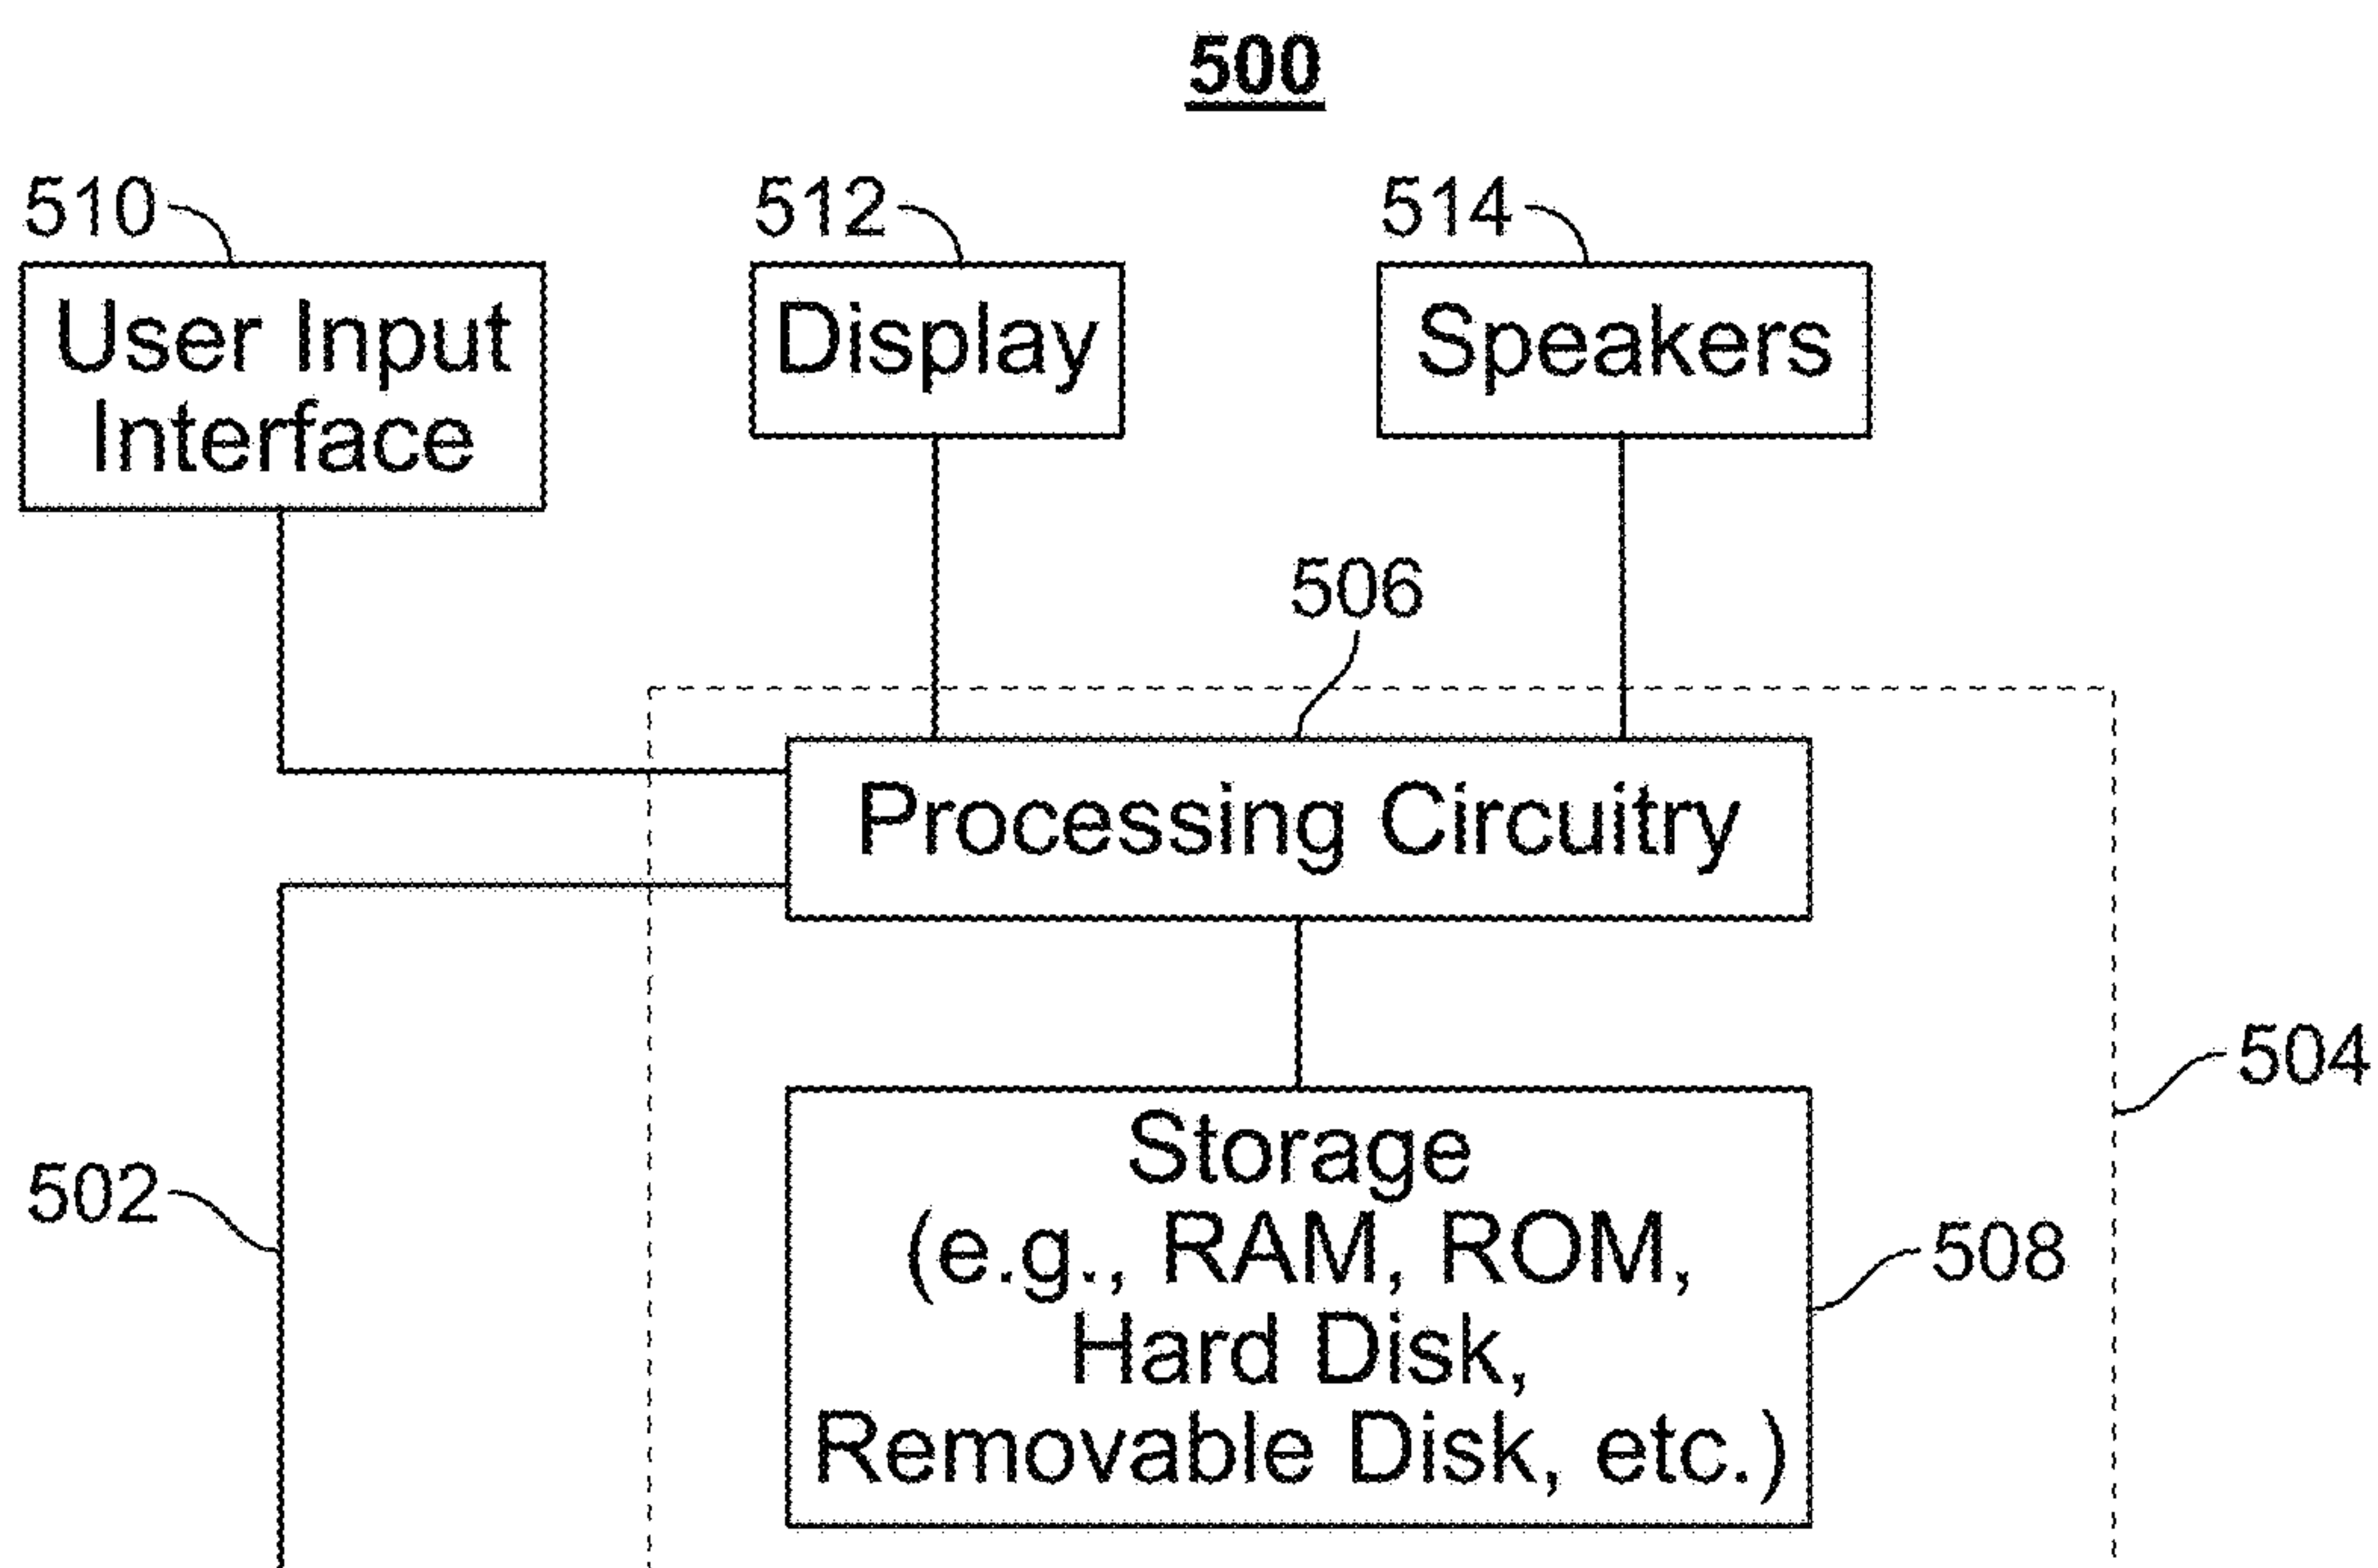 500
510
512
514
User Input
Interface
Display
Speakers
506
Processing Circuitry
504
Storage
(e.g., RAM, ROM,
Hard Disk,
Removable Disk, etc.)
502
508